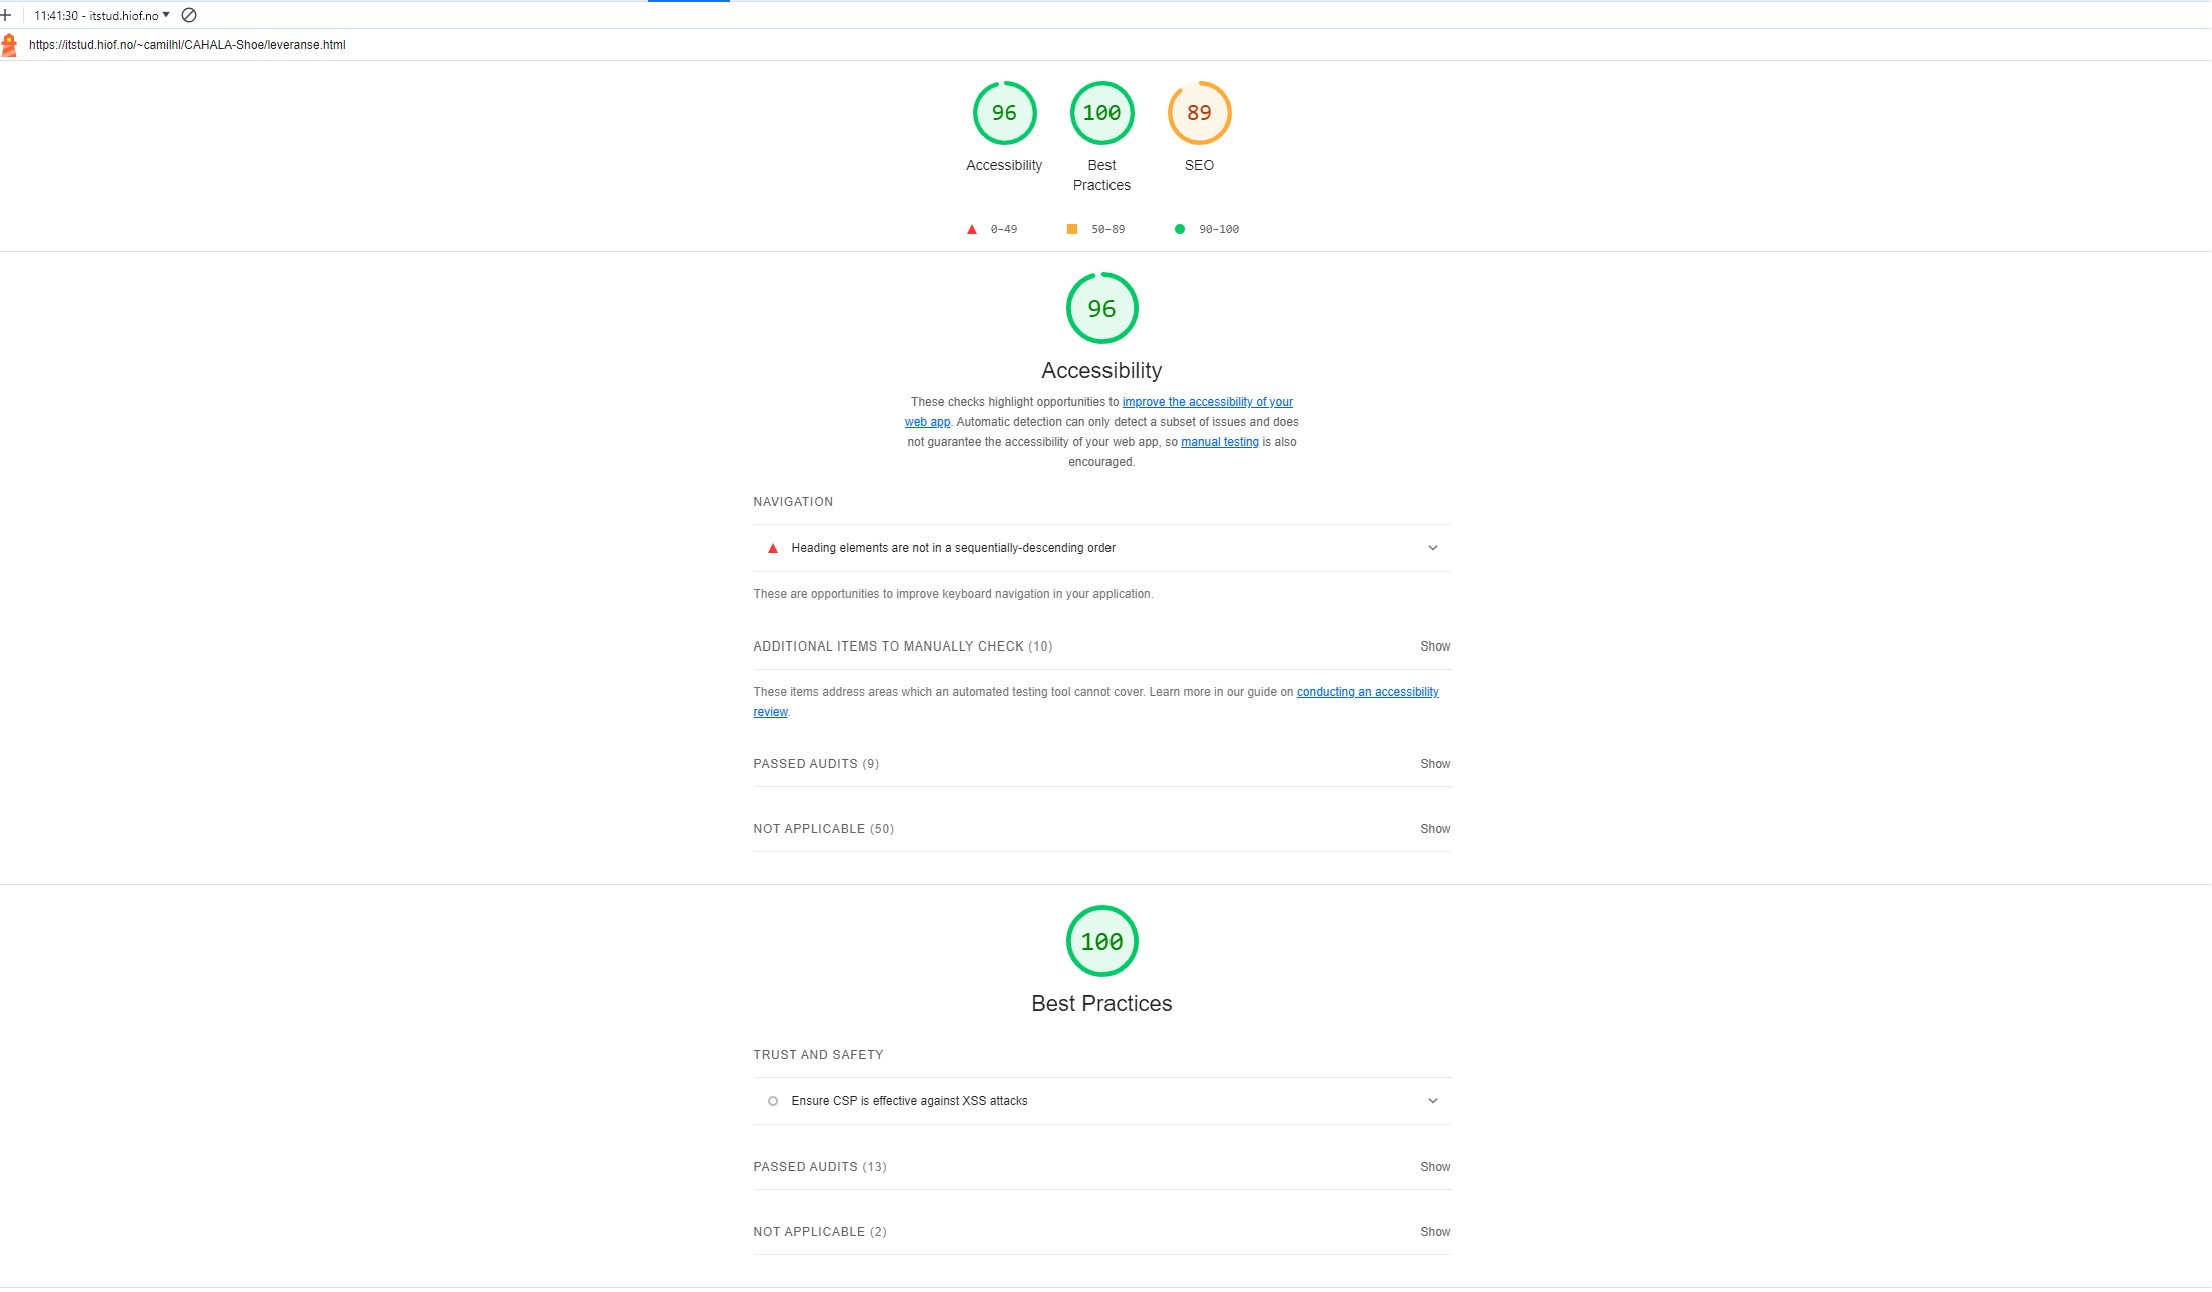 11:41:30 - itstud.hiof.no
https://itstud.hiof.no/~camilhl/CAHALA-Shoe/leveranse.html
96 100 89
Accessibility Best Practices SEO
0–49 50–89 90–100
96
Accessibility
These checks highlight opportunities to improve the accessibility of your
web app. Automatic detection can only detect a subset of issues and does
not guarantee the accessibility of your web app, so manual testing is also
encouraged.
NAVIGATION
Heading elements are not in a sequentially-descending order
These are opportunities to improve keyboard navigation in your application.
ADDITIONAL ITEMS TO MANUALLY CHECK (10) Show
These items address areas which an automated testing tool cannot cover. Learn more in our guide on conducting an accessibility
review.
PASSED AUDITS (9) Show
NOT APPLICABLE (50) Show
100
Best Practices
TRUST AND SAFETY
Ensure CSP is effective against XSS attacks
PASSED AUDITS (13) Show
NOT APPLICABLE (2) Show